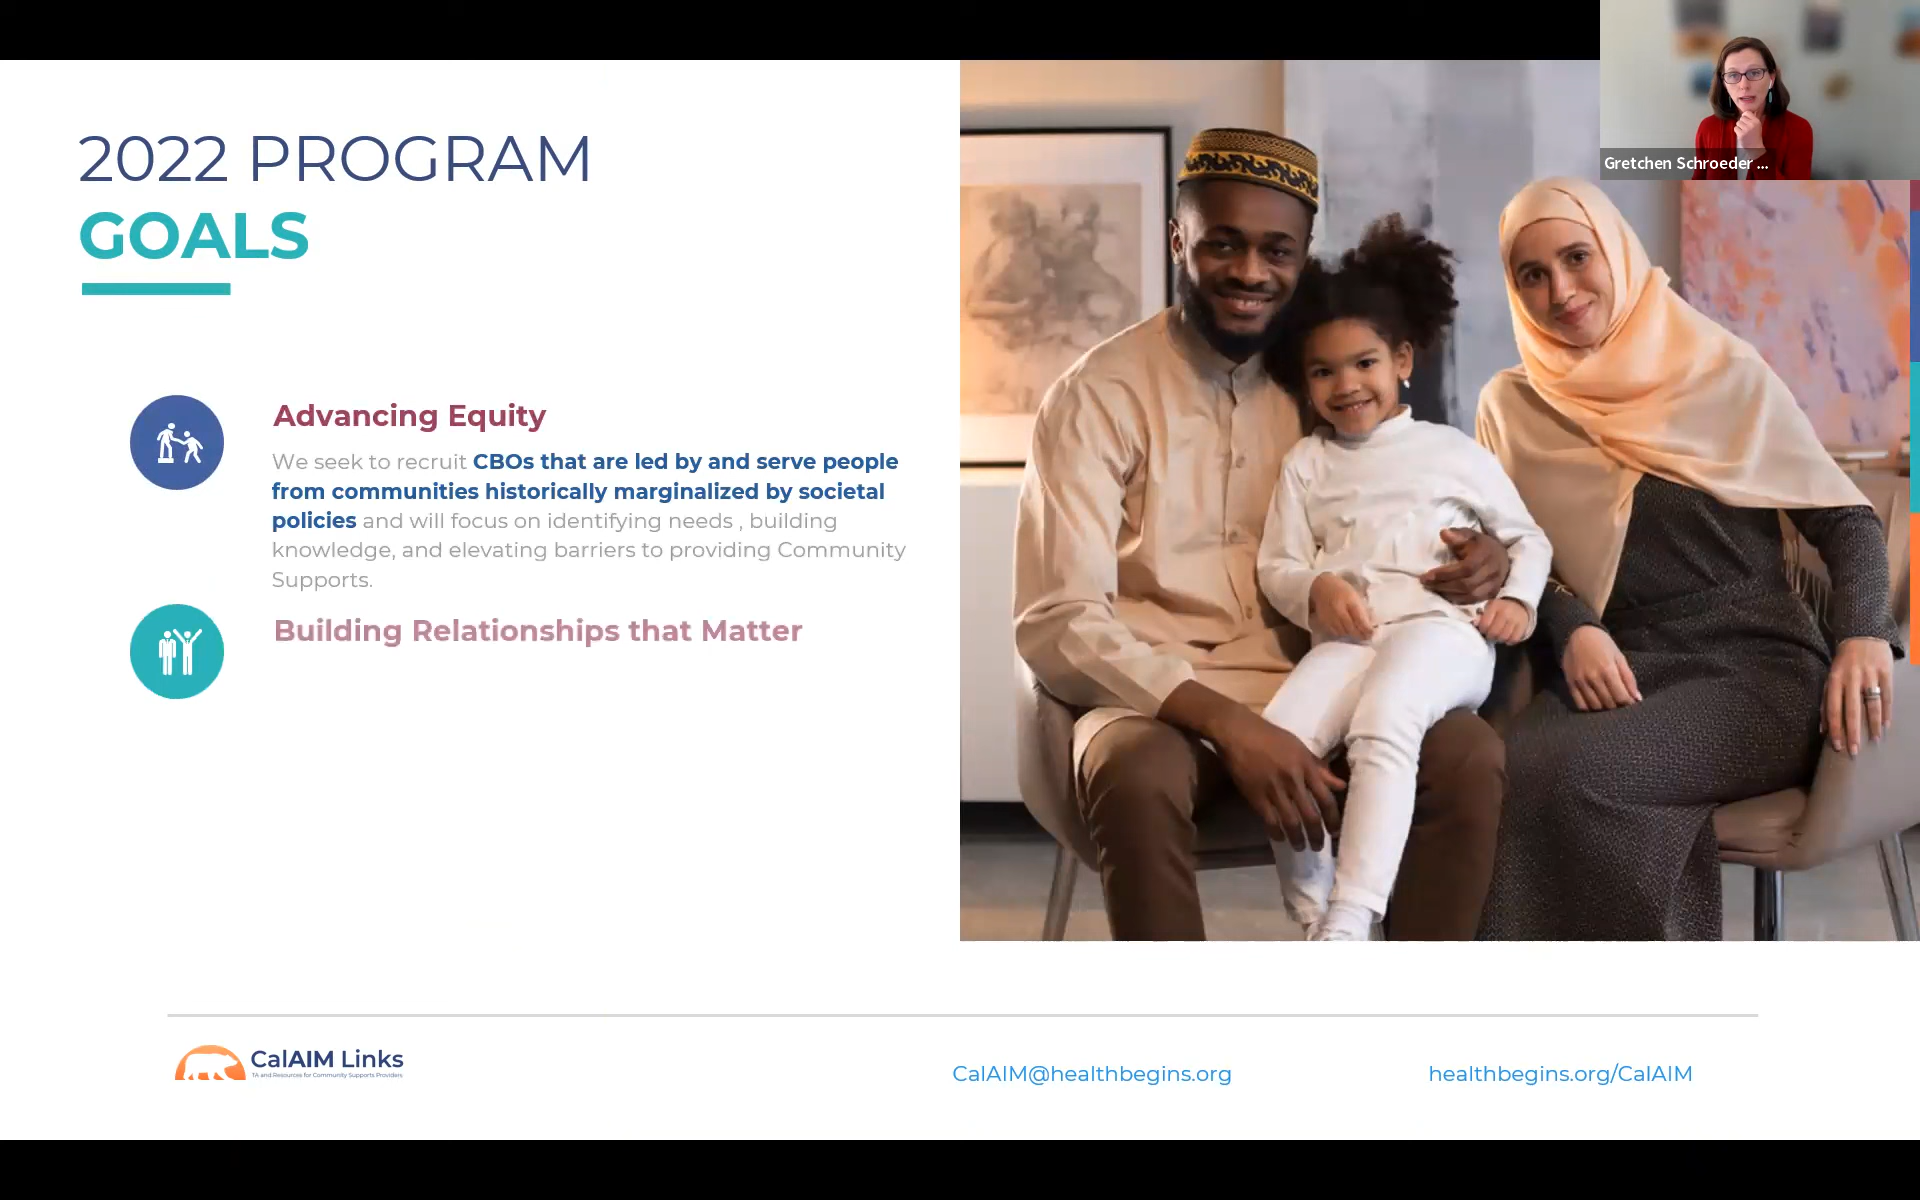 Gretchen Schroeder ...
2022 PROGRAM
GOALS
Advancing Equity
We seek to recruit CBOs that are led by and serve people
from communities historically marginalized by societal
policies and will focus on identifying needs , building
knowledge, and elevating barriers to providing Community
Supports.
Building Relationships that Matter
CalAIM Links
TA and Resources for Community Supports Providers
CalAIM@healthbegins.org
healthbegins.org/CalAIM